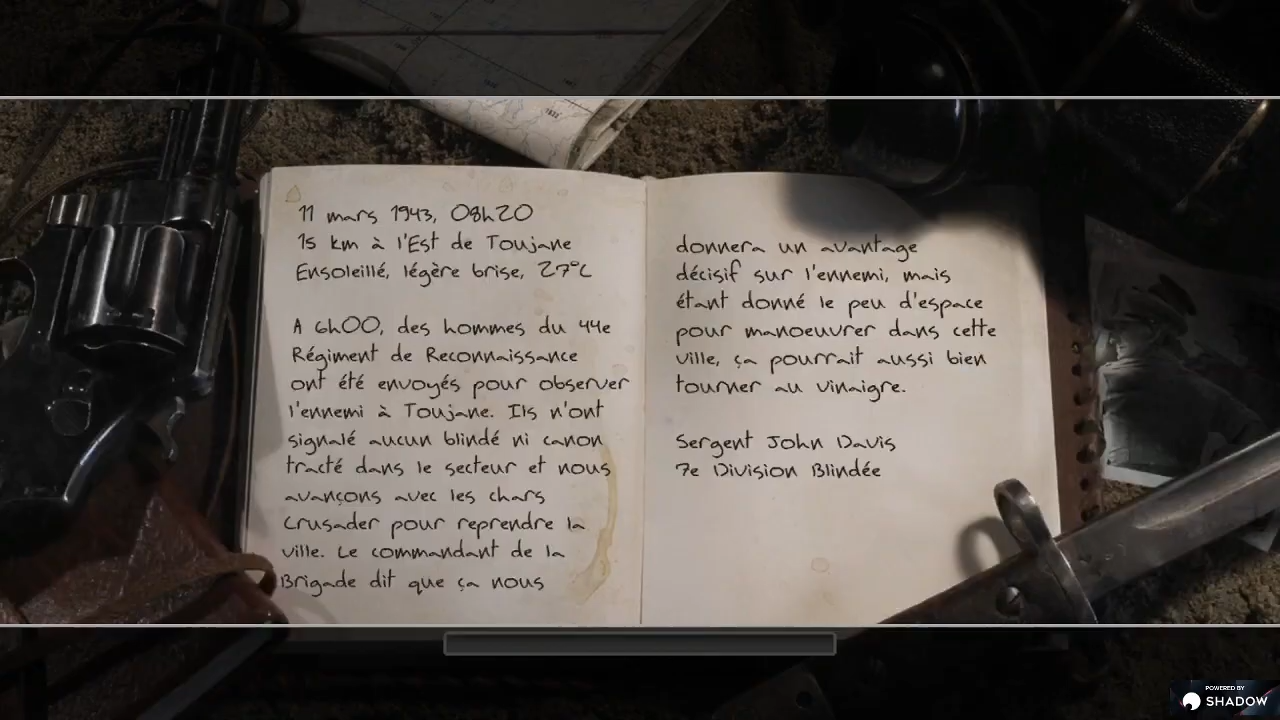 11 mars 1943, 08h20
15 km à l'Est de Toujane
Ensoleillé, légère brise, 27°C
A 6h00, des hommes du 44e
Régiment de Reconnaissance
ont été envoyés pour observer
l'ennemi à Toujane. Ils n'ont
signalé aucun blindé ni canon
tracté dans le secteur et nous
avançons avec les chars
Crusader pour reprendre la
ville. Le commandant de la
Brigade dit que ça nous
donnera un avantage
décisif sur l'ennemi, mais
étant donné le peu d'espace
pour manoeuvrer dans cette
ville, ça pourrait aussi bien
tourner au vinaigre.
Sergent John Davis
7e Division Blindée
POWERED BY
SHADOW